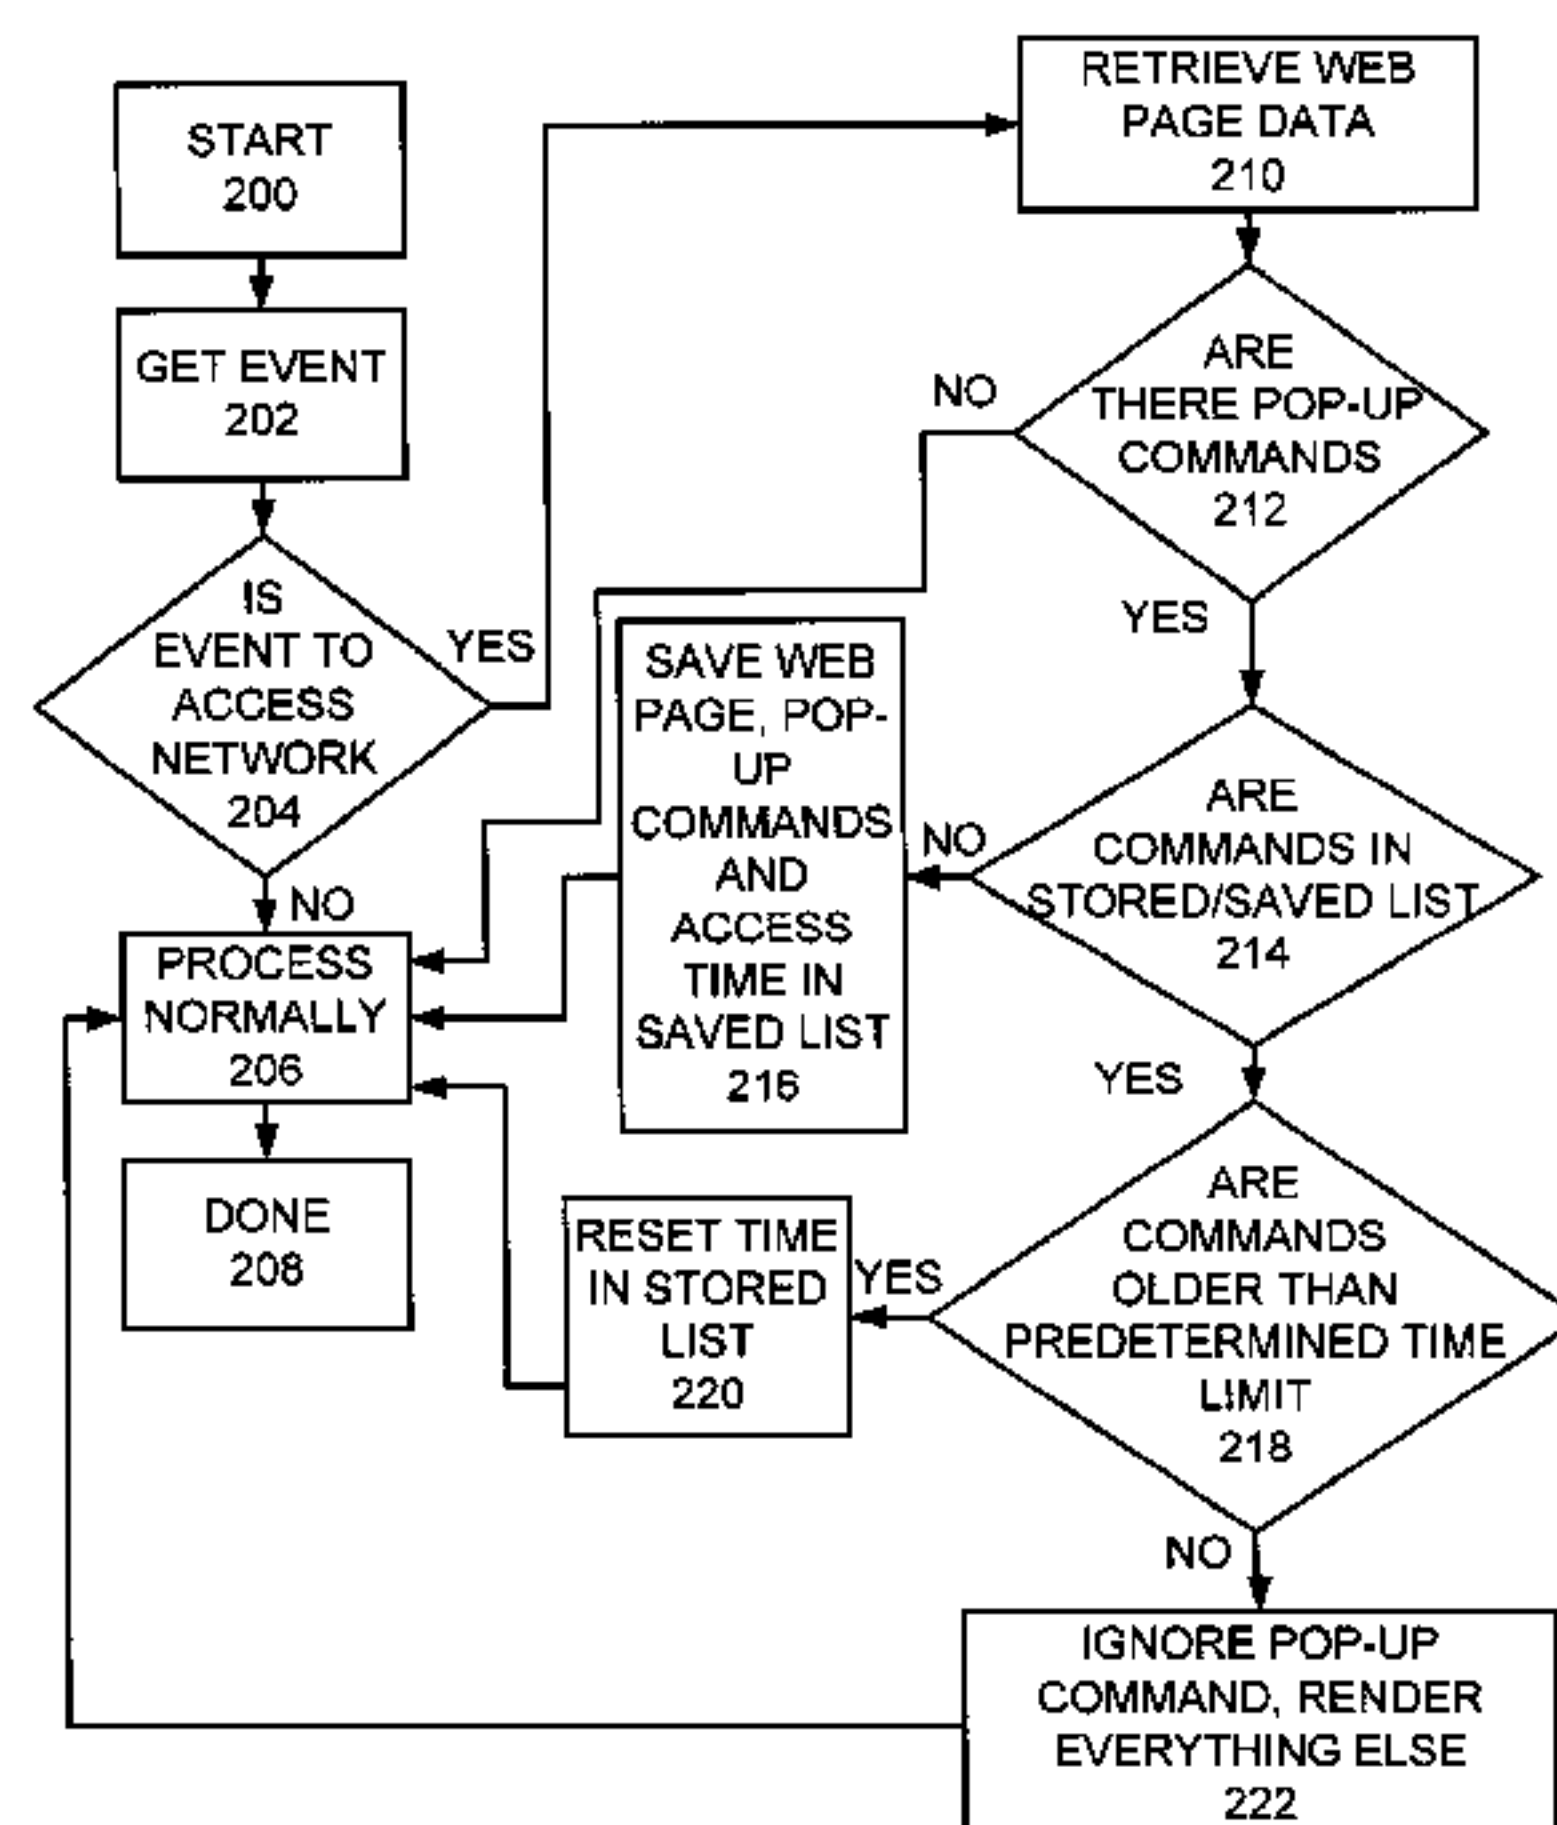 START
200
GET EVENT
202
IS
EVENT TO
ACCESS
NETWORK
204
YES
NO
PROCESS
NORMALLY
206
DONE
208
RETRIEVE WEB
PAGE DATA
210
ARE
THERE POP-UP
COMMANDS
212
NO
YES
ARE
COMMANDS IN
STORED/SAVED LIST
214
NO
SAVE WEB
PAGE, POP-
UP
COMMANDS
AND
ACCESS
TIME IN
SAVED LIST
216
YES
ARE
COMMANDS
OLDER THAN
PREDETERMINED TIME
LIMIT
218
YES
RESET TIME
IN STORED
LIST
220
NO
IGNORE POP-UP
COMMAND, RENDER
EVERYTHING ELSE
222